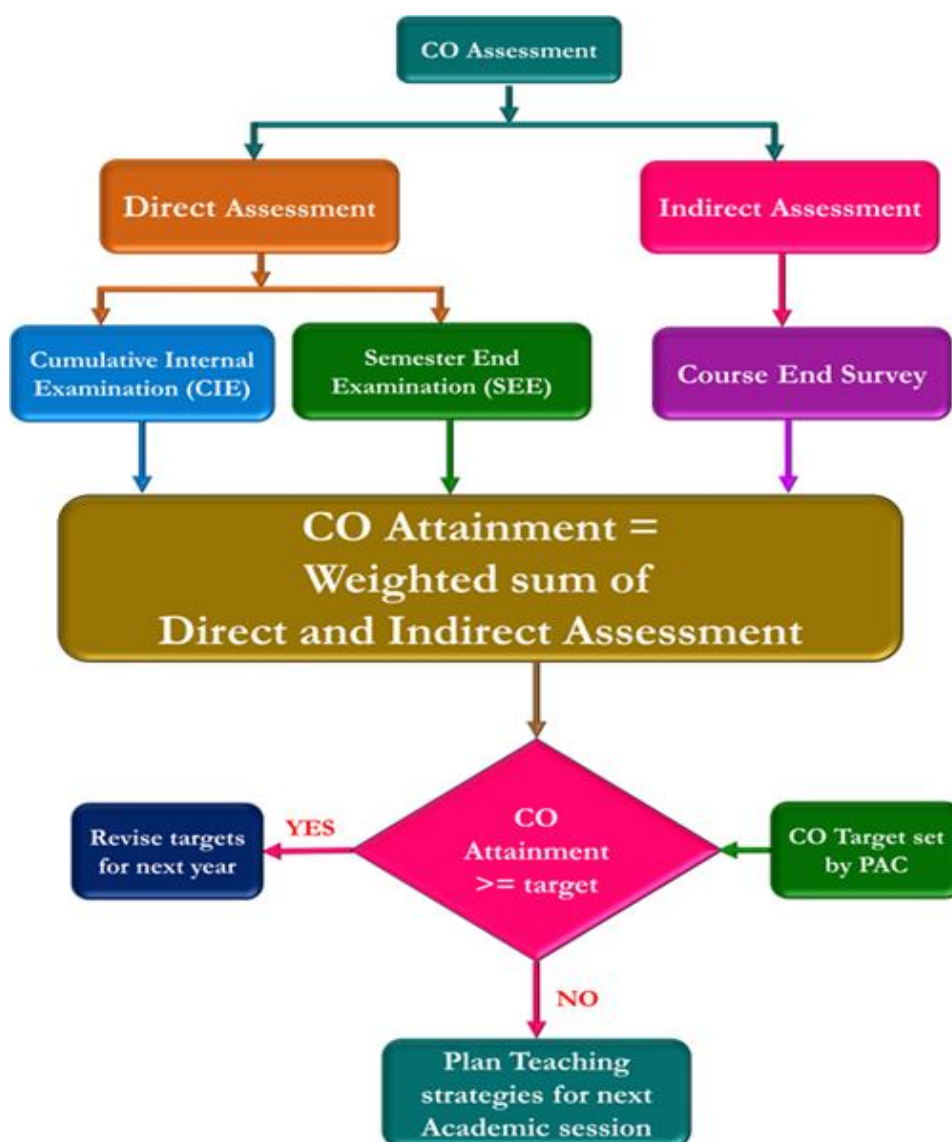 CO Assessment
Direct Assessment
Indirect Assessment
Cumulative Internal
Examination (CIE)
Semester End
Examination (SEE)
Course End Survey
CO Attainment =
Weighted sum of
Direct and Indirect Assessment
Revise targets
for next year
YES
CO
Attainment
>= target
CO Target set
by PAC
NO
Plan Teaching
strategies for next
Academic session